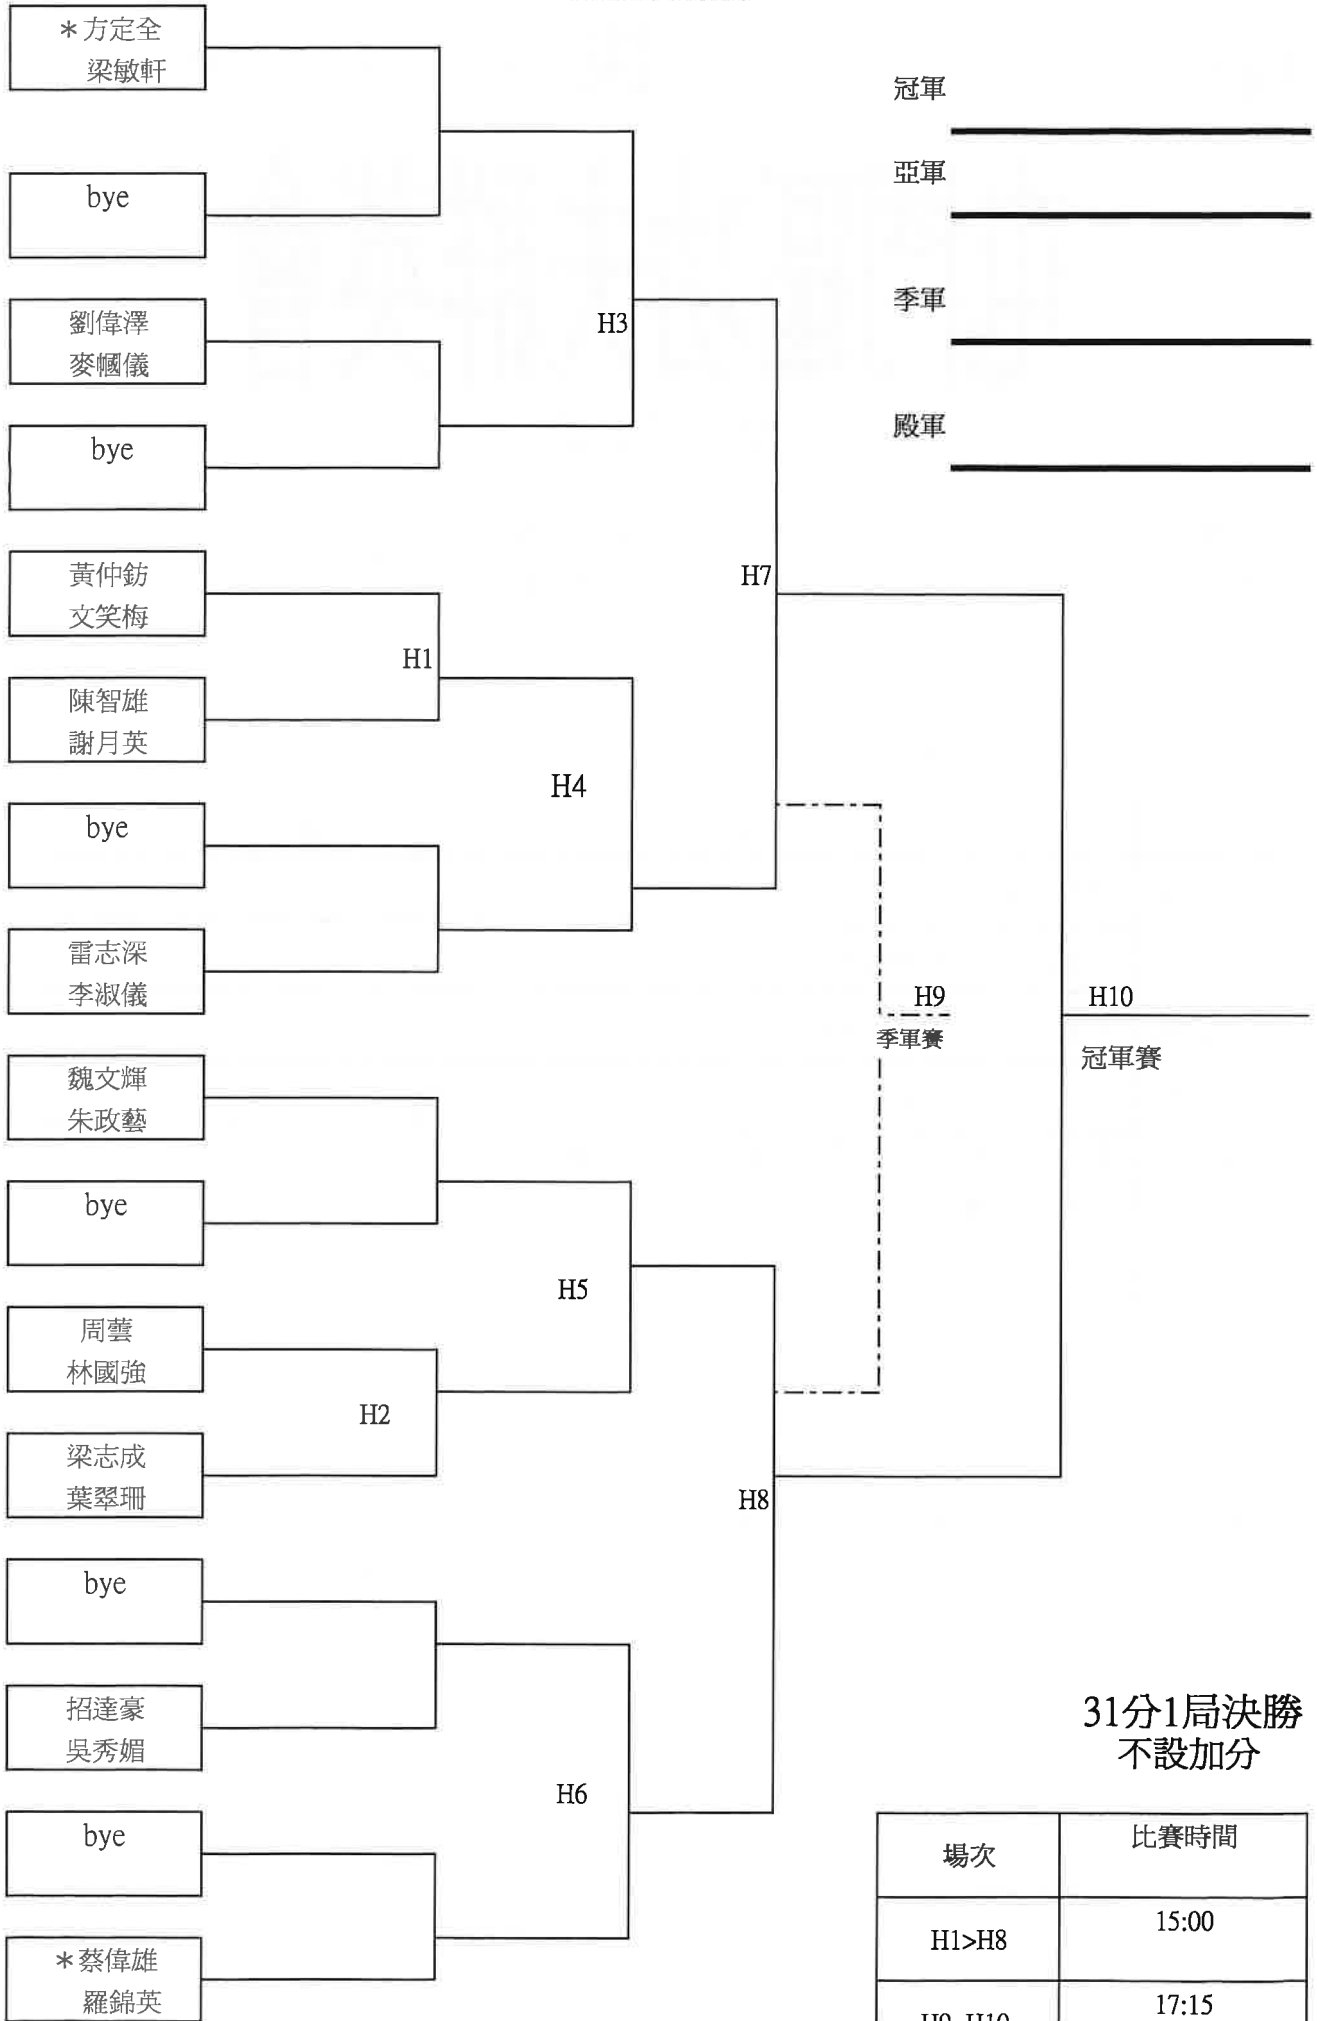 ＊方定全
梁敏軒
bye
劉偉澤
麥幗儀
bye
黃仲鈁
文笑梅
陳智雄
謝月英
bye
雷志深
李淑儀
魏文輝
朱政藝
bye
周蕓
林國強
梁志成
葉翠珊
bye
招達豪
吳秀媚
bye
＊蔡偉雄
羅錦英
H1
H2
H3
H4
H5
H6
H7
H8
H9
季軍賽
H10
冠軍賽
冠軍
亞軍
季軍
殿軍
31分1局決勝
不設加分
場次 比賽時間
H1>H8 15:00
17:15